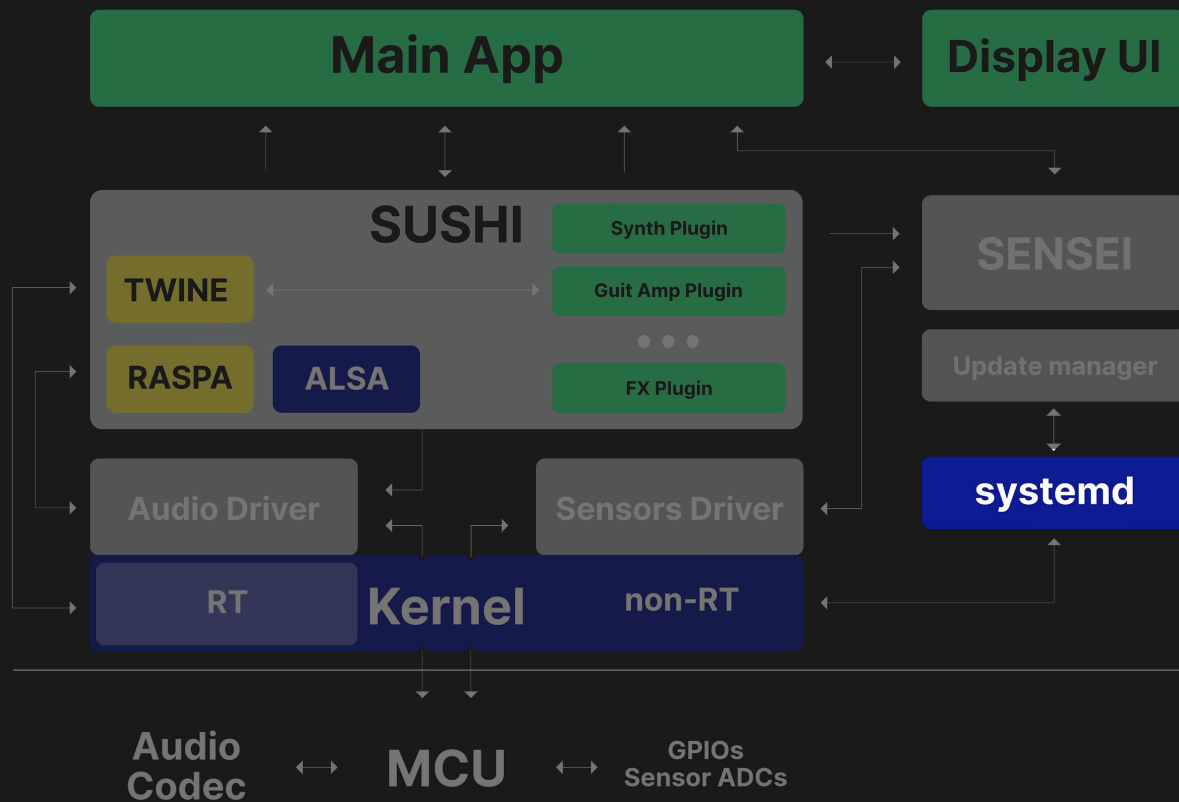 Main App
Display UI
SUSHI
Synth Plugin
TWINE
Guit Amp Plugin
RASPA
ALSA
FX Plugin
SENSEI
Update manager
Audio Driver
Sensors Driver
systemd
RT
Kernel
non-RT
Audio
Codec
MCU
GPIOs
Sensor ADCs